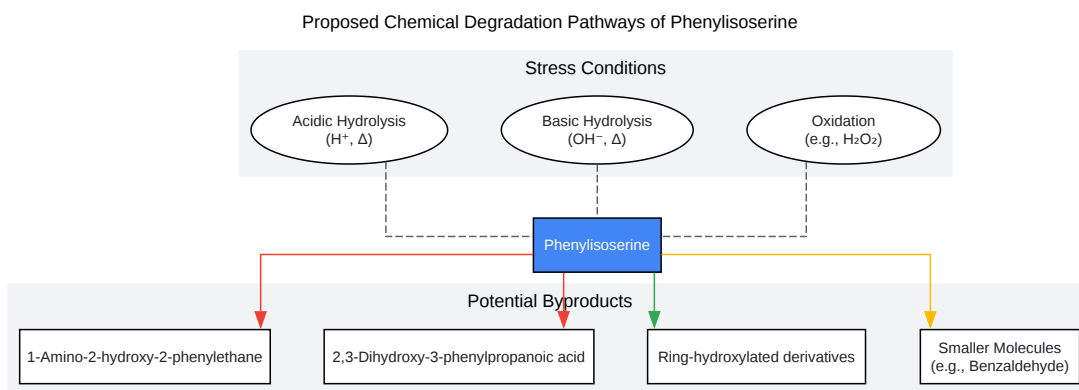 Proposed Chemical Degradation Pathways of Phenylisoserine
Stress Conditions
Acidic Hydrolysis
(H⁺, Δ)
Basic Hydrolysis
(OH⁻, Δ)
Oxidation
(e.g., H₂O₂)
Phenylisoserine
Potential Byproducts
1-Amino-2-hydroxy-2-phenylethane
2,3-Dihydroxy-3-phenylpropanoic acid
Ring-hydroxylated derivatives
Smaller Molecules
(e.g., Benzaldehyde)